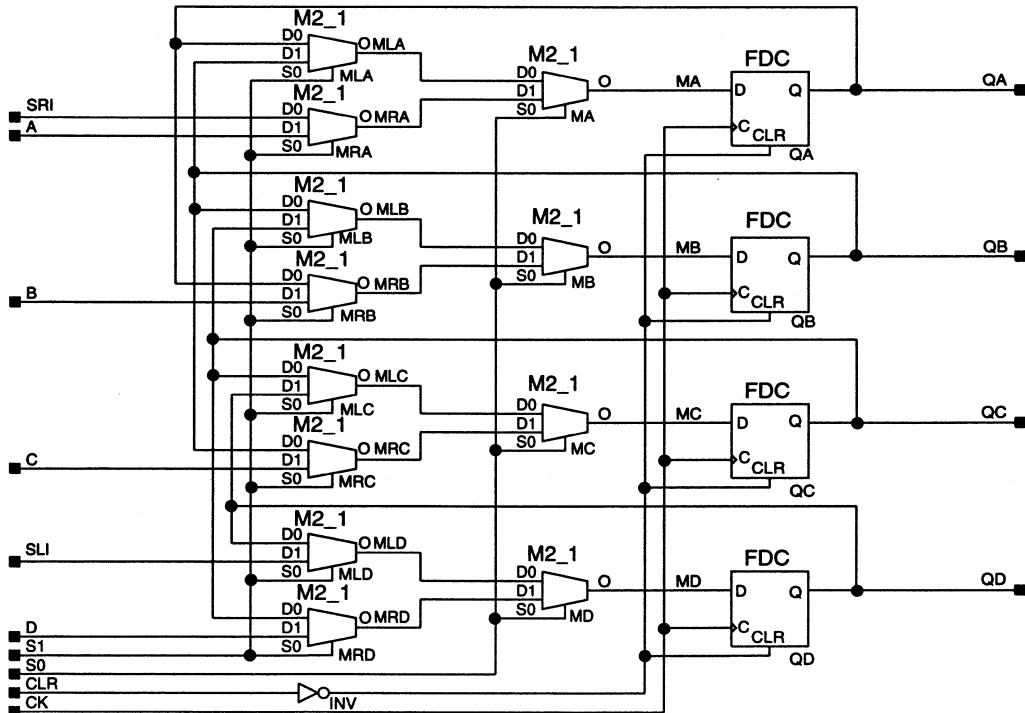 M2_1
D0
D1
S0
O MLA
MLA
M2_1
D0
D1
S0
O MRA
MRA
SRI
A
M2_1
D0
D1
S0
O
MA
MA
FDC
D
Q
C
CLR
QA
QA
M2_1
D0
D1
S0
O MLB
MLB
M2_1
D0
D1
S0
O MRB
MRB
B
M2_1
D0
D1
S0
O
MB
MB
FDC
D
Q
C
CLR
QB
QB
M2_1
D0
D1
S0
O MLC
MLC
M2_1
D0
D1
S0
O MRC
MRC
C
M2_1
D0
D1
S0
O
MC
MC
FDC
D
Q
C
CLR
QC
QC
M2_1
D0
D1
S0
O MLD
MLD
SLI
M2_1
D0
D1
S0
O MRD
MRD
D
S1
S0
CLR
CK
INV
M2_1
D0
D1
S0
O
MD
MD
FDC
D
Q
C
CLR
QD
QD